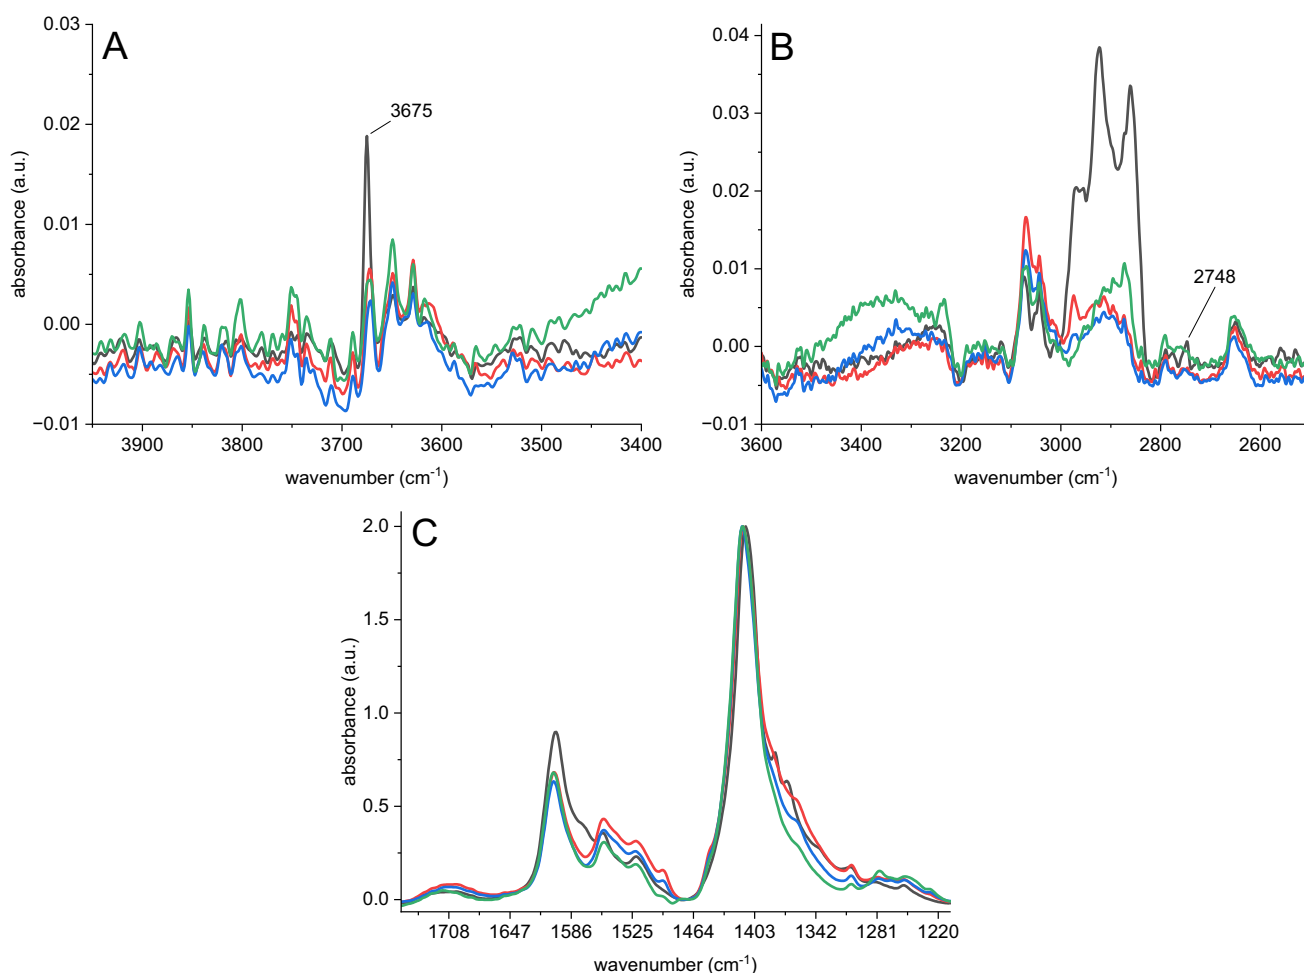 A
3675
0.03
0.02
0.01
0.00
−0.01
absorbance (a.u.)
3900 3800 3700 3600 3500 3400
wavenumber (cm⁻¹)
B
2748
0.04
0.03
0.02
0.01
0.00
−0.01
absorbance (a.u.)
3600 3400 3200 3000 2800 2600
wavenumber (cm⁻¹)
C
2.0
1.5
1.0
0.5
0.0
absorbance (a.u.)
1708 1647 1586 1525 1464 1403 1342 1281 1220
wavenumber (cm⁻¹)